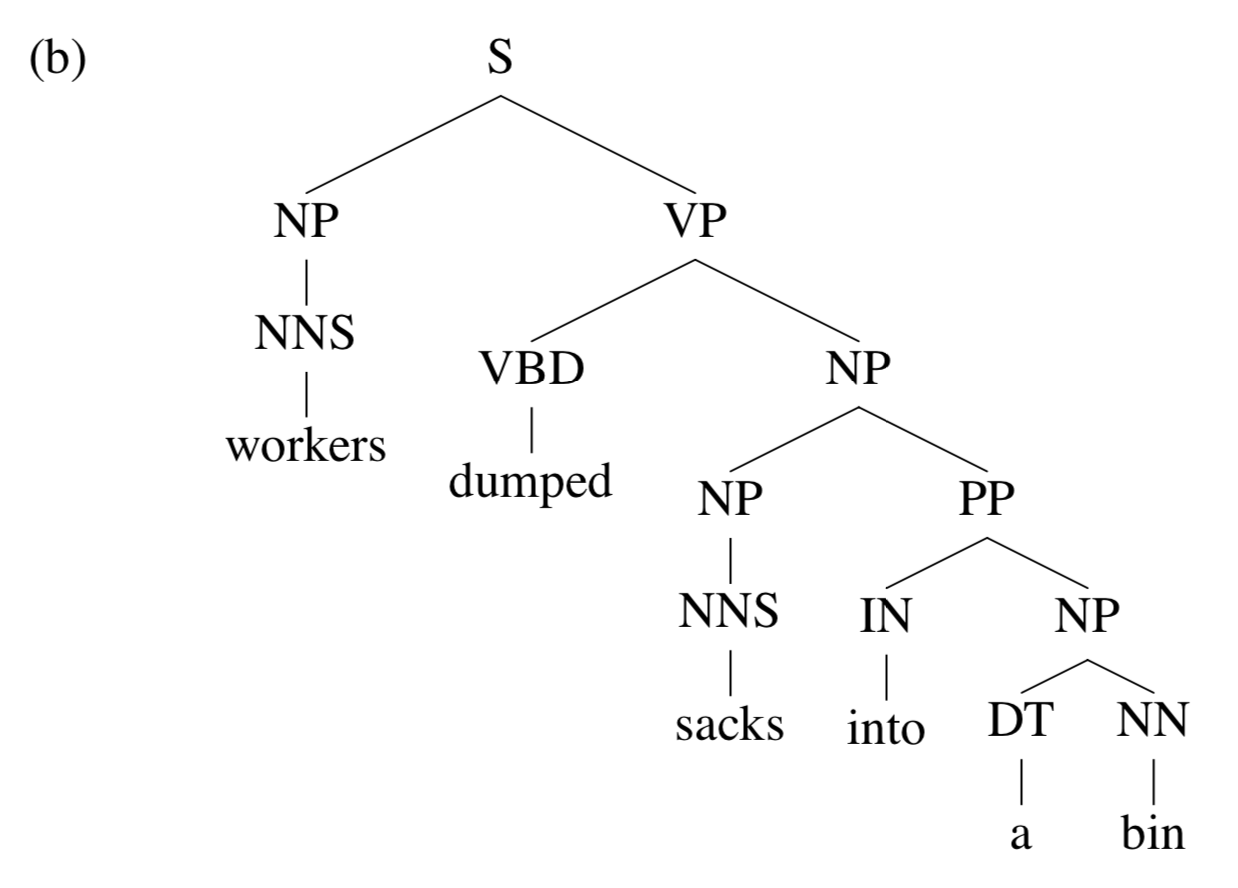 (b)
S
NP VP
NNS
VBD NP
workers
dumped
NP PP
NNS IN NP
sacks into
DT NN
a bin